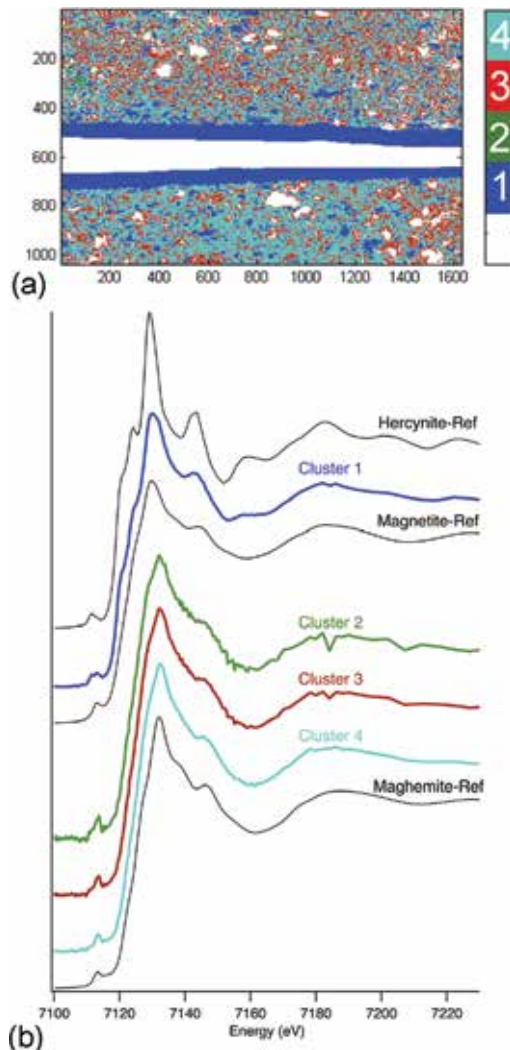 200
400
600
800
1000
200 400 600 800 1000 1200 1400 1600
4
3
2
1
(a)
Hercynite-Ref
Cluster 1
Magnetite-Ref
Cluster 2
Cluster 3
Cluster 4
Maghemite-Ref
7100 7120 7140 7160 7180 7200 7220
Energy (eV)
(b)